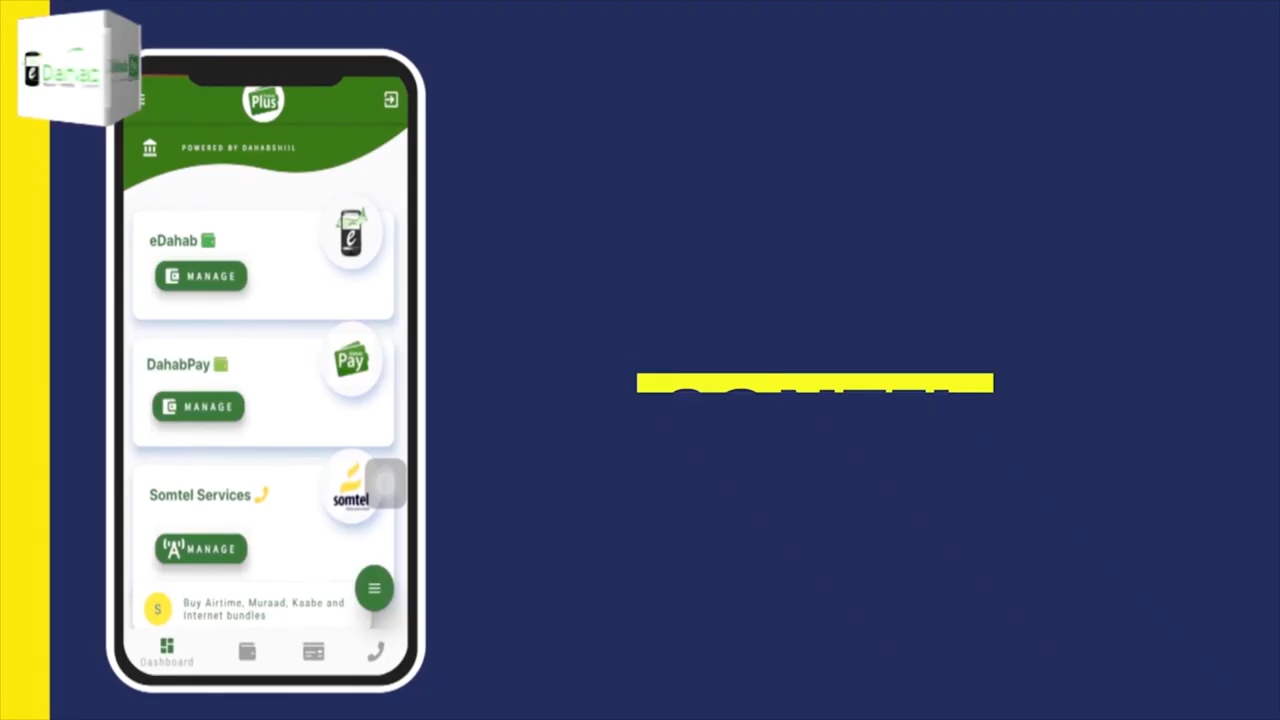 eDahab
Plus
POWERED BY DAHABSHIIL
eDahab
MANAGE
DahabPay
Pay
MANAGE
Somtel Services
somtel
MANAGE
S
Buy Airtime, Muraad, Kaabe and
Internet bundles
Dashboard